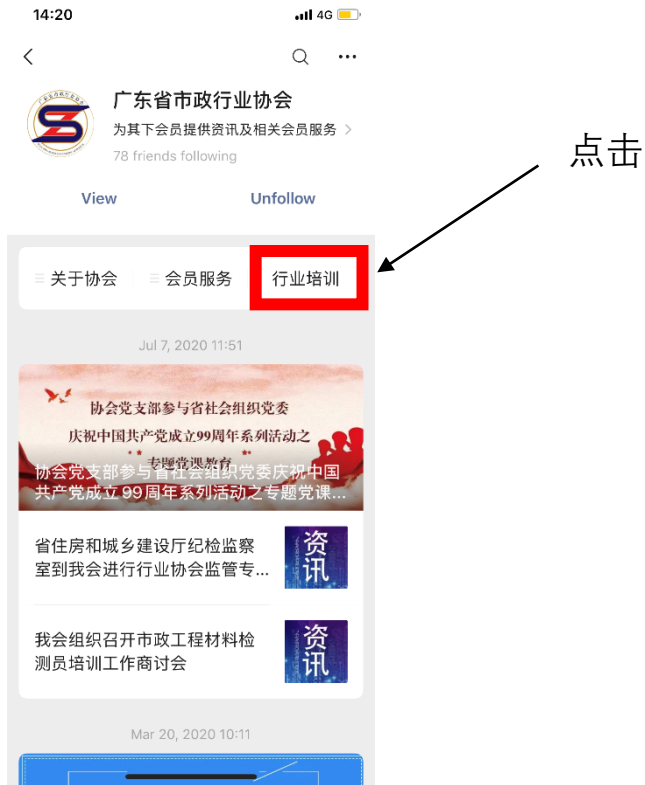 14:20
4G
广东省市政行业协会
为其下会员提供资讯及相关会员服务
78 friends following
View
Unfollow
点击
关于协会
会员服务
行业培训
Jul 7, 2020 11:51
协会党支部参与省社会组织党委
庆祝中国共产党成立99周年系列活动之
专题党课教育
协会党支部参与省社会组织党委庆祝中国
共产党成立99周年系列活动之专题党课...
省住房和城乡建设厅纪检监察
室到我会进行行业协会监管专...
资讯
我会组织召开市政工程材料检
测员培训工作商讨会
资讯
Mar 20, 2020 10:11